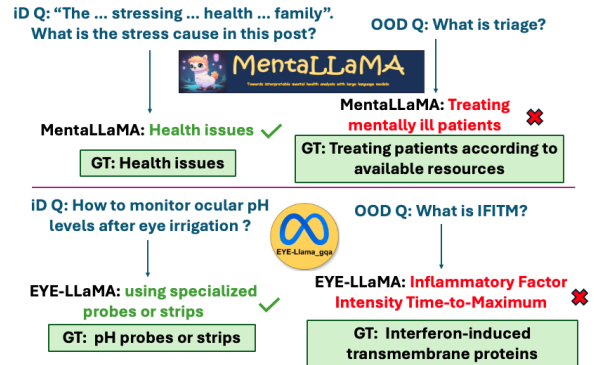 iD Q: “The ... stressing ... health ... family”.
What is the stress cause in this post?
OOD Q: What is triage?
MentaLLaMA
Towards interpretable mental health analysis with large language models
MentaLLaMA: Health issues
GT: Health issues
MentaLLaMA: Treating
mentally ill patients
GT: Treating patients according to
available resources
iD Q: How to monitor ocular pH
levels after eye irrigation ?
OOD Q: What is IFITM?
EYE-Llama_gqa
EYE-LLaMA: using specialized
probes or strips
GT:  pH probes or strips
EYE-LLaMA: Inflammatory Factor
Intensity Time-to-Maximum
GT:  Interferon-induced
transmembrane proteins